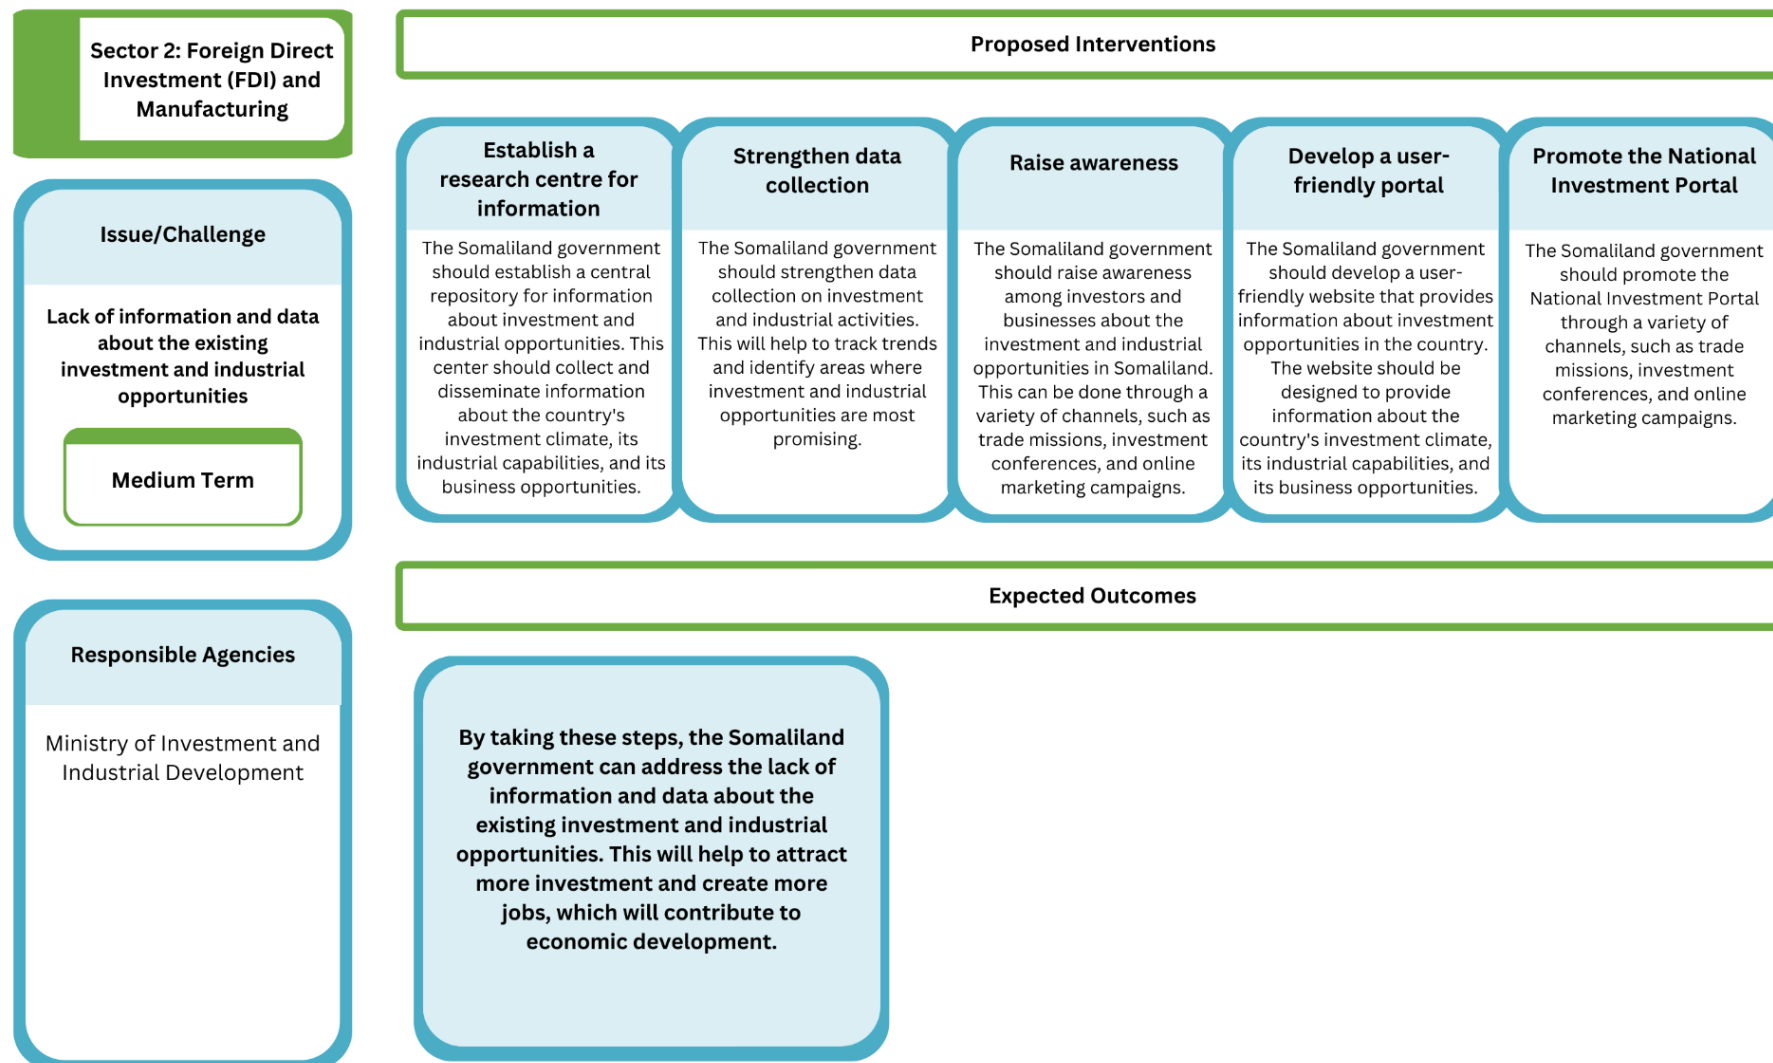 Sector 2: Foreign Direct
Investment (FDI) and
Manufacturing
Issue/Challenge
Lack of information and data
about the existing
investment and industrial
opportunities
Medium Term
Responsible Agencies
Ministry of Investment and
Industrial Development
Proposed Interventions
Establish a
research centre for
information
The Somaliland government
should establish a central
repository for information
about investment and
industrial opportunities. This
center should collect and
disseminate information
about the country's
investment climate, its
industrial capabilities, and its
business opportunities.
Strengthen data
collection
The Somaliland government
should strengthen data
collection on investment
and industrial activities.
This will help to track trends
and identify areas where
investment and industrial
opportunities are most
promising.
Raise awareness
The Somaliland government
should raise awareness
among investors and
businesses about the
investment and industrial
opportunities in Somaliland.
This can be done through a
variety of channels, such as
trade missions, investment
conferences, and online
marketing campaigns.
Develop a user-
friendly portal
The Somaliland government
should develop a user-
friendly website that provides
information about investment
opportunities in the country.
The website should be
designed to provide
information about the
country's investment climate,
its industrial capabilities, and
its business opportunities.
Promote the National
Investment Portal
The Somaliland government
should promote the
National Investment Portal
through a variety of
channels, such as trade
missions, investment
conferences, and online
marketing campaigns.
Expected Outcomes
By taking these steps, the Somaliland
government can address the lack of
information and data about the
existing investment and industrial
opportunities. This will help to attract
more investment and create more
jobs, which will contribute to
economic development.